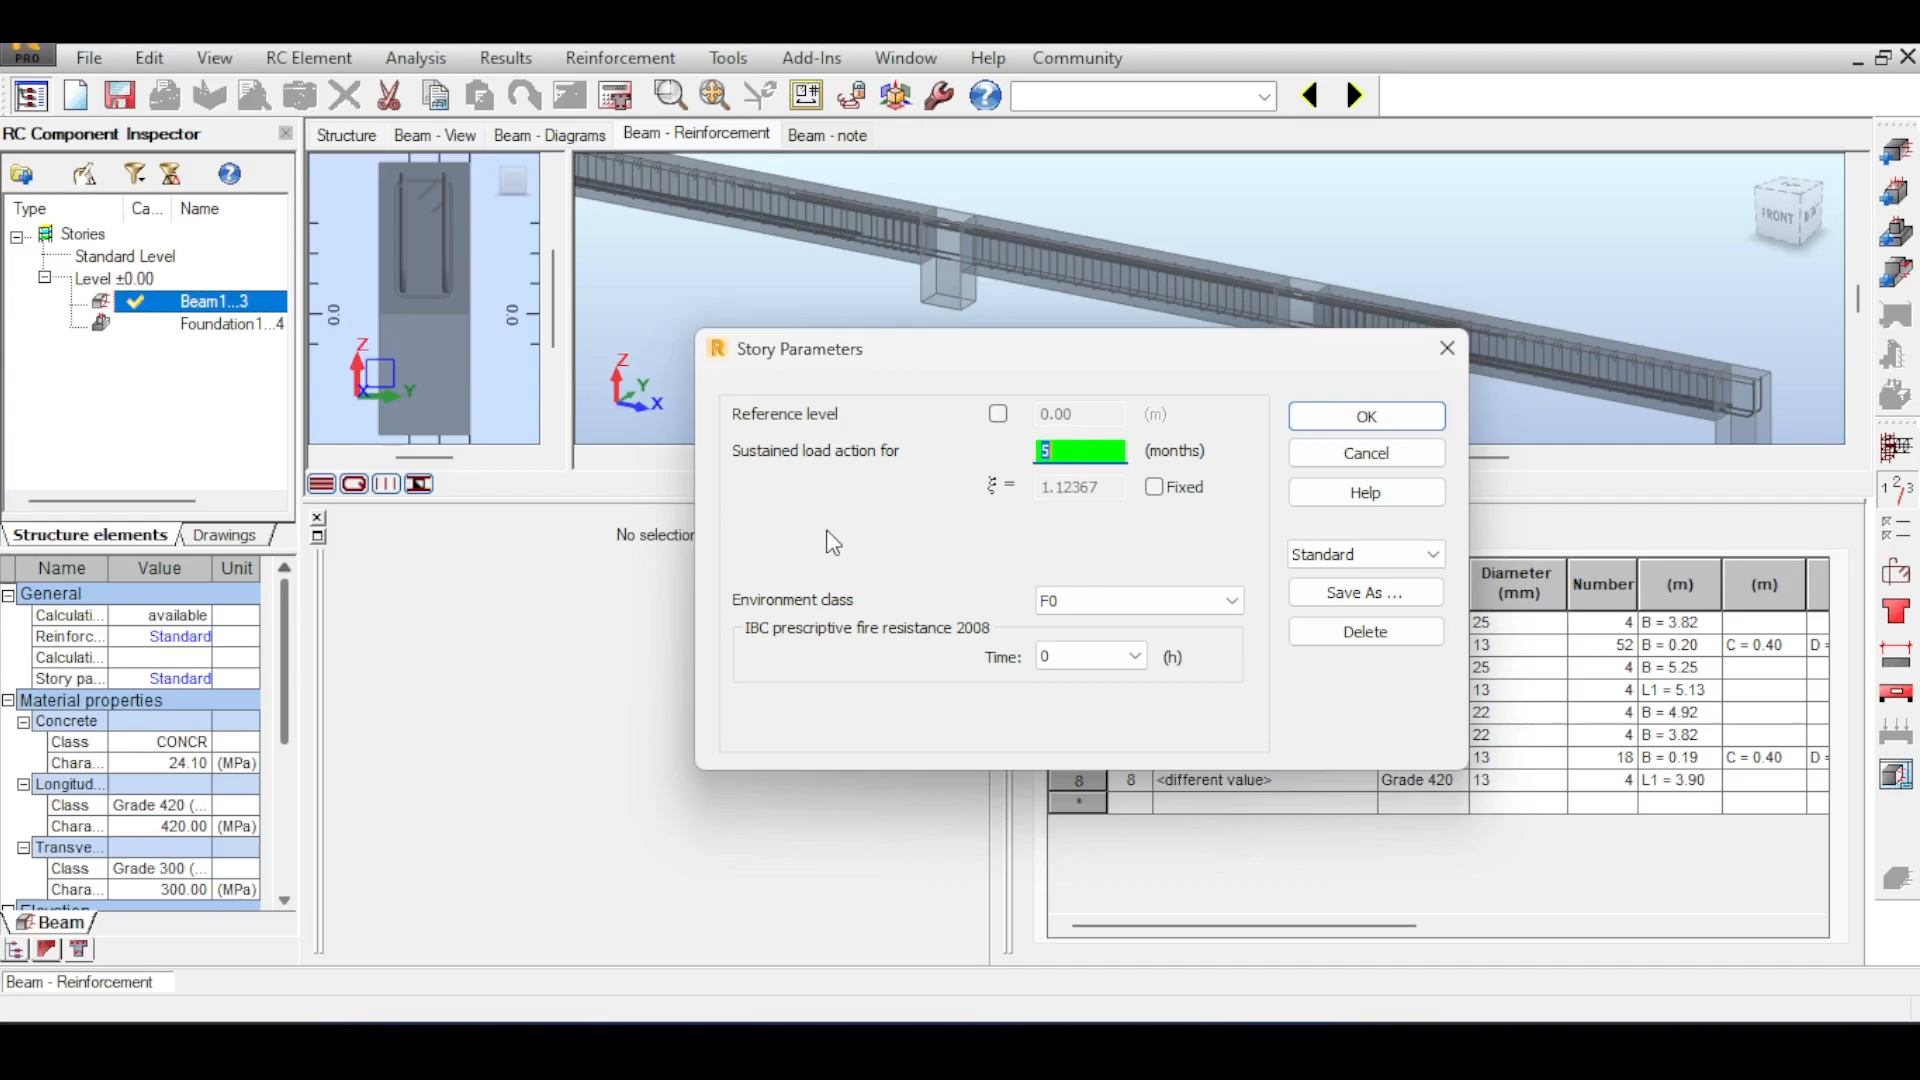 PRO File Edit View RC Element Analysis Results Reinforcement Tools Add-Ins Window Help Community
RC Component Inspector
Structure Beam - View Beam - Diagrams Beam - Reinforcement Beam - note
Type Ca... Name
Stories
Standard Level
Level ±0.00
Beam1...3
Foundation1...4
0.0 0.0
Z X Y
Z Y X
FRONT
Structure elements Drawings
Name Value Unit
General
Calculati... available
Reinforc... Standard
Calculati...
Story pa... Standard
Material properties
Concrete
Class CONCR
Chara... 24.10 (MPa)
Longitud...
Class Grade 420 (...
Chara... 420.00 (MPa)
Transve...
Class Grade 300 (...
Chara... 300.00 (MPa)
Beam
Beam - Reinforcement
No selection
Story Parameters
Reference level 0.00 (m)
Sustained load action for 5 (months)
ξ = 1.12367 Fixed
Environment class F0
IBC prescriptive fire resistance 2008
Time: 0 (h)
OK
Cancel
Help
Standard
Save As ...
Delete
Diameter (mm) Number (m) (m)
25 4 B = 3.82
13 52 B = 0.20 C = 0.40 D =
25 4 B = 5.25
13 4 L1 = 5.13
22 4 B = 4.92
22 4 B = 3.82
13 18 B = 0.19 C = 0.40 D =
8 8 <different value> Grade 420 13 4 L1 = 3.90
*
1 2/3